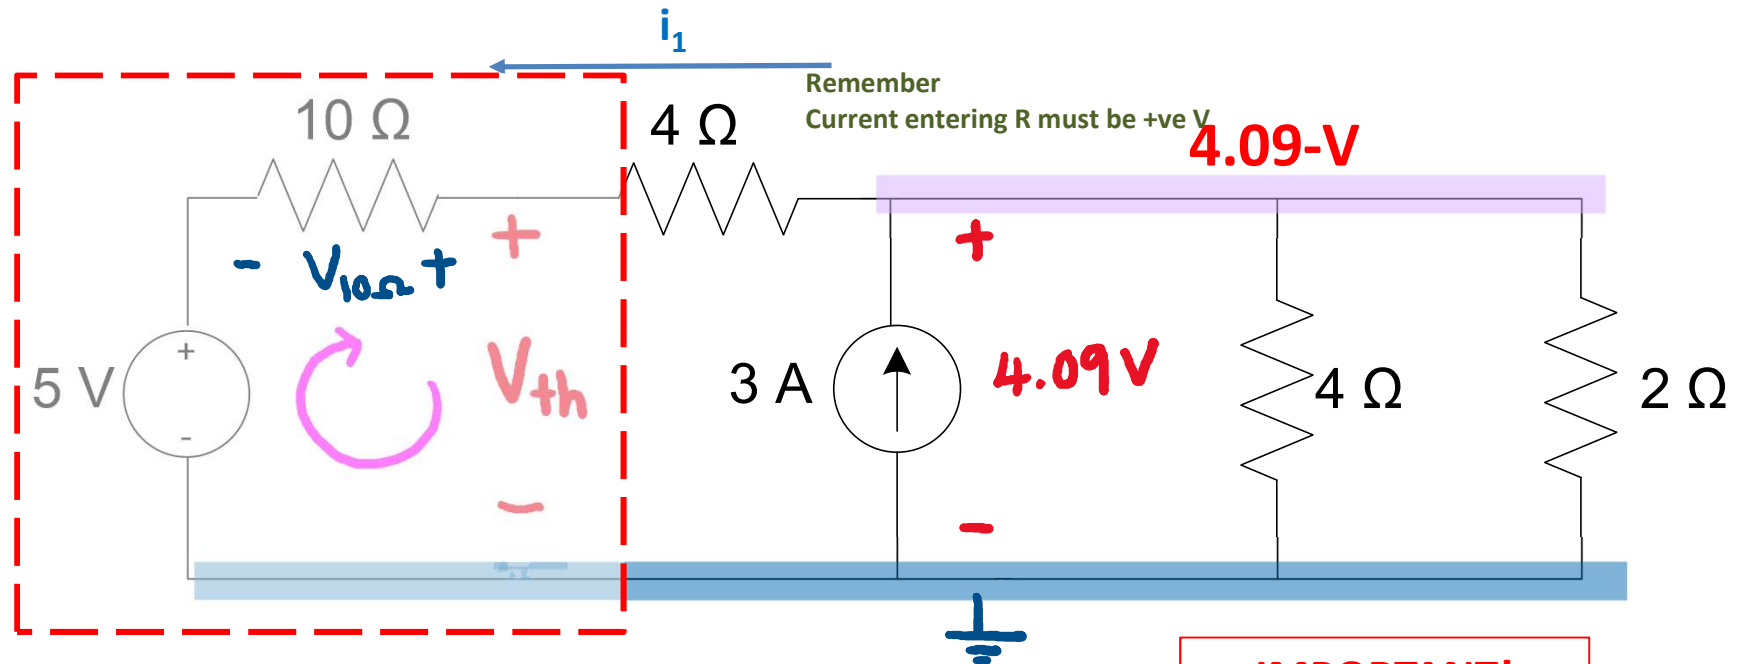 i₁
Remember
Current entering R must be +ve V
4.09-V
10 Ω
4 Ω
- V10Ω +
+
+
5 V
+
-
Vth
3 A
4.09V
4 Ω
2 Ω
-
-